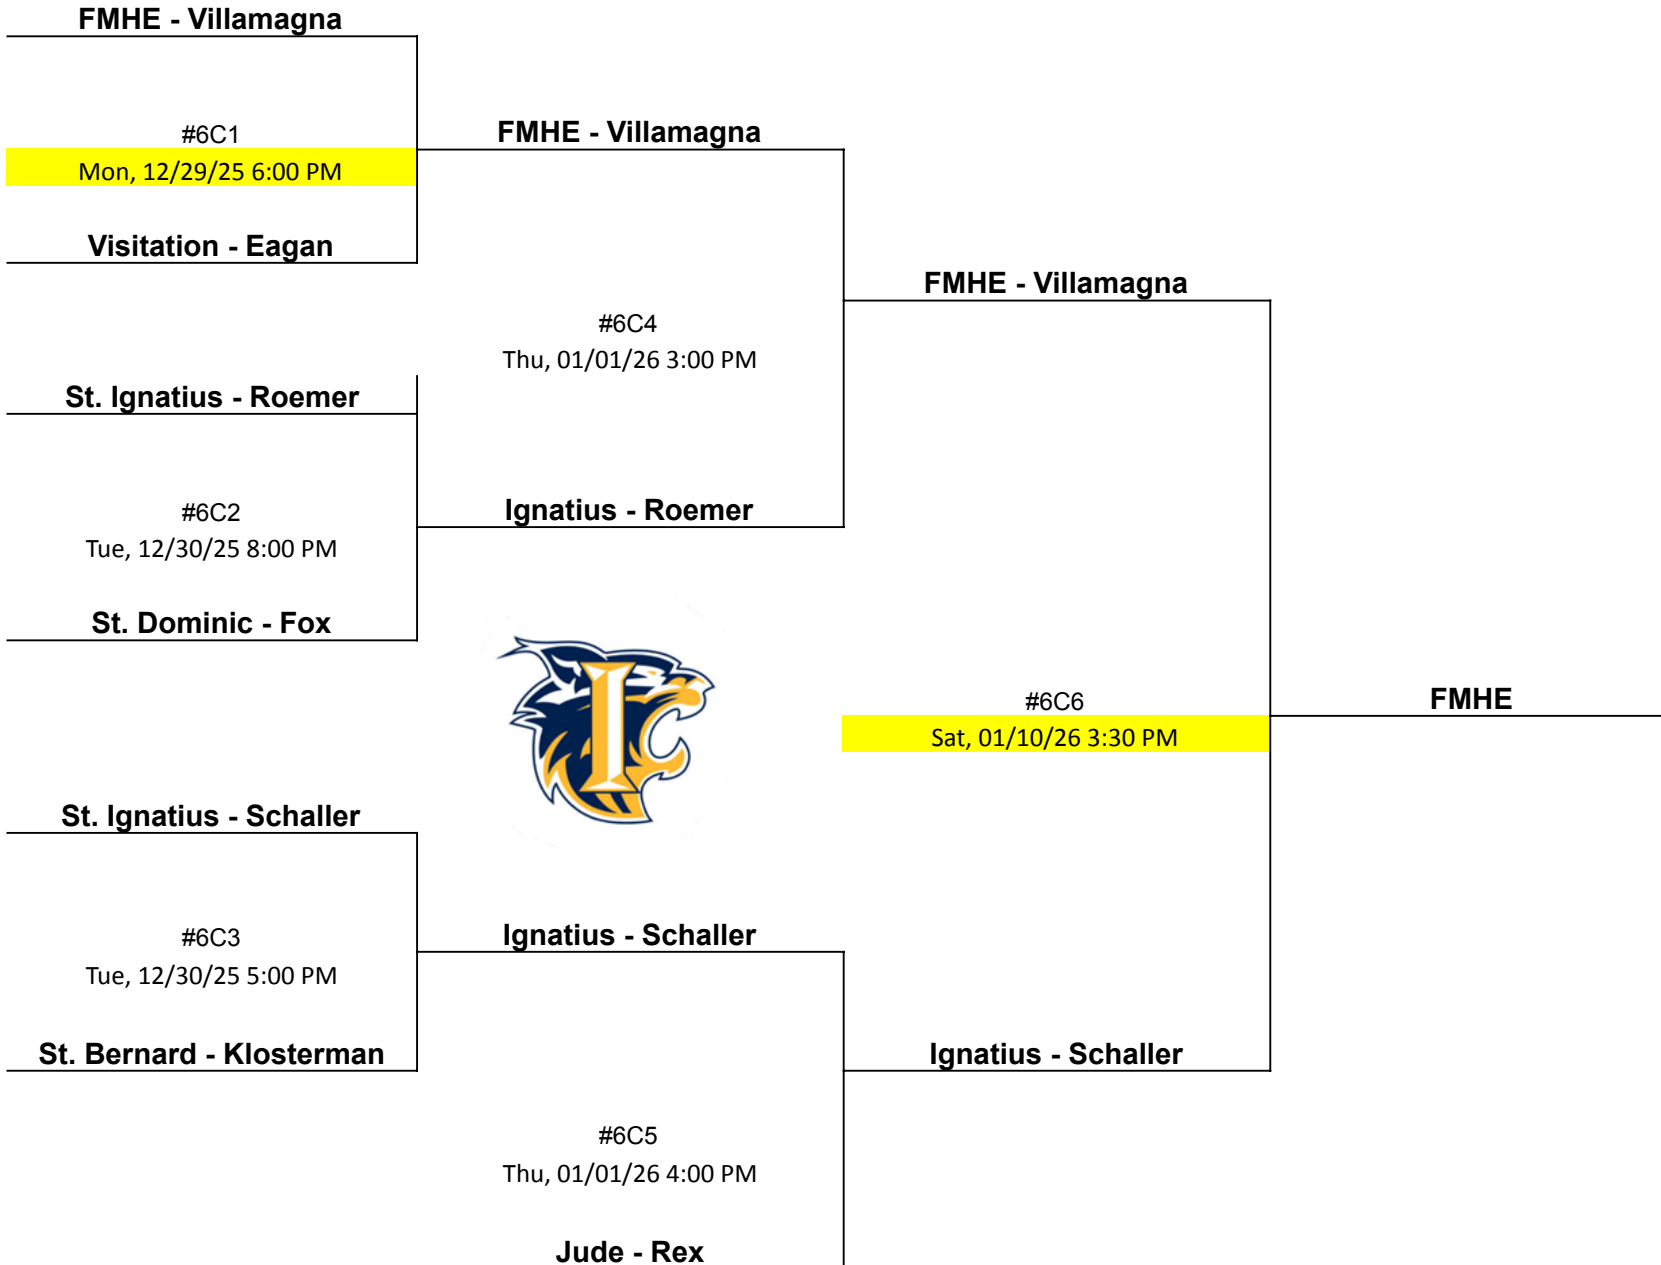 FMHE - Villamagna
#6C1
Mon, 12/29/25 6:00 PM
Visitation - Eagan
St. Ignatius - Roemer
#6C2
Tue, 12/30/25 8:00 PM
St. Dominic - Fox
St. Ignatius - Schaller
#6C3
Tue, 12/30/25 5:00 PM
St. Bernard - Klosterman
FMHE - Villamagna
#6C4
Thu, 01/01/26 3:00 PM
Ignatius - Roemer
IC
Ignatius - Schaller
#6C5
Thu, 01/01/26 4:00 PM
Jude - Rex
FMHE - Villamagna
#6C6
Sat, 01/10/26 3:30 PM
Ignatius - Schaller
FMHE